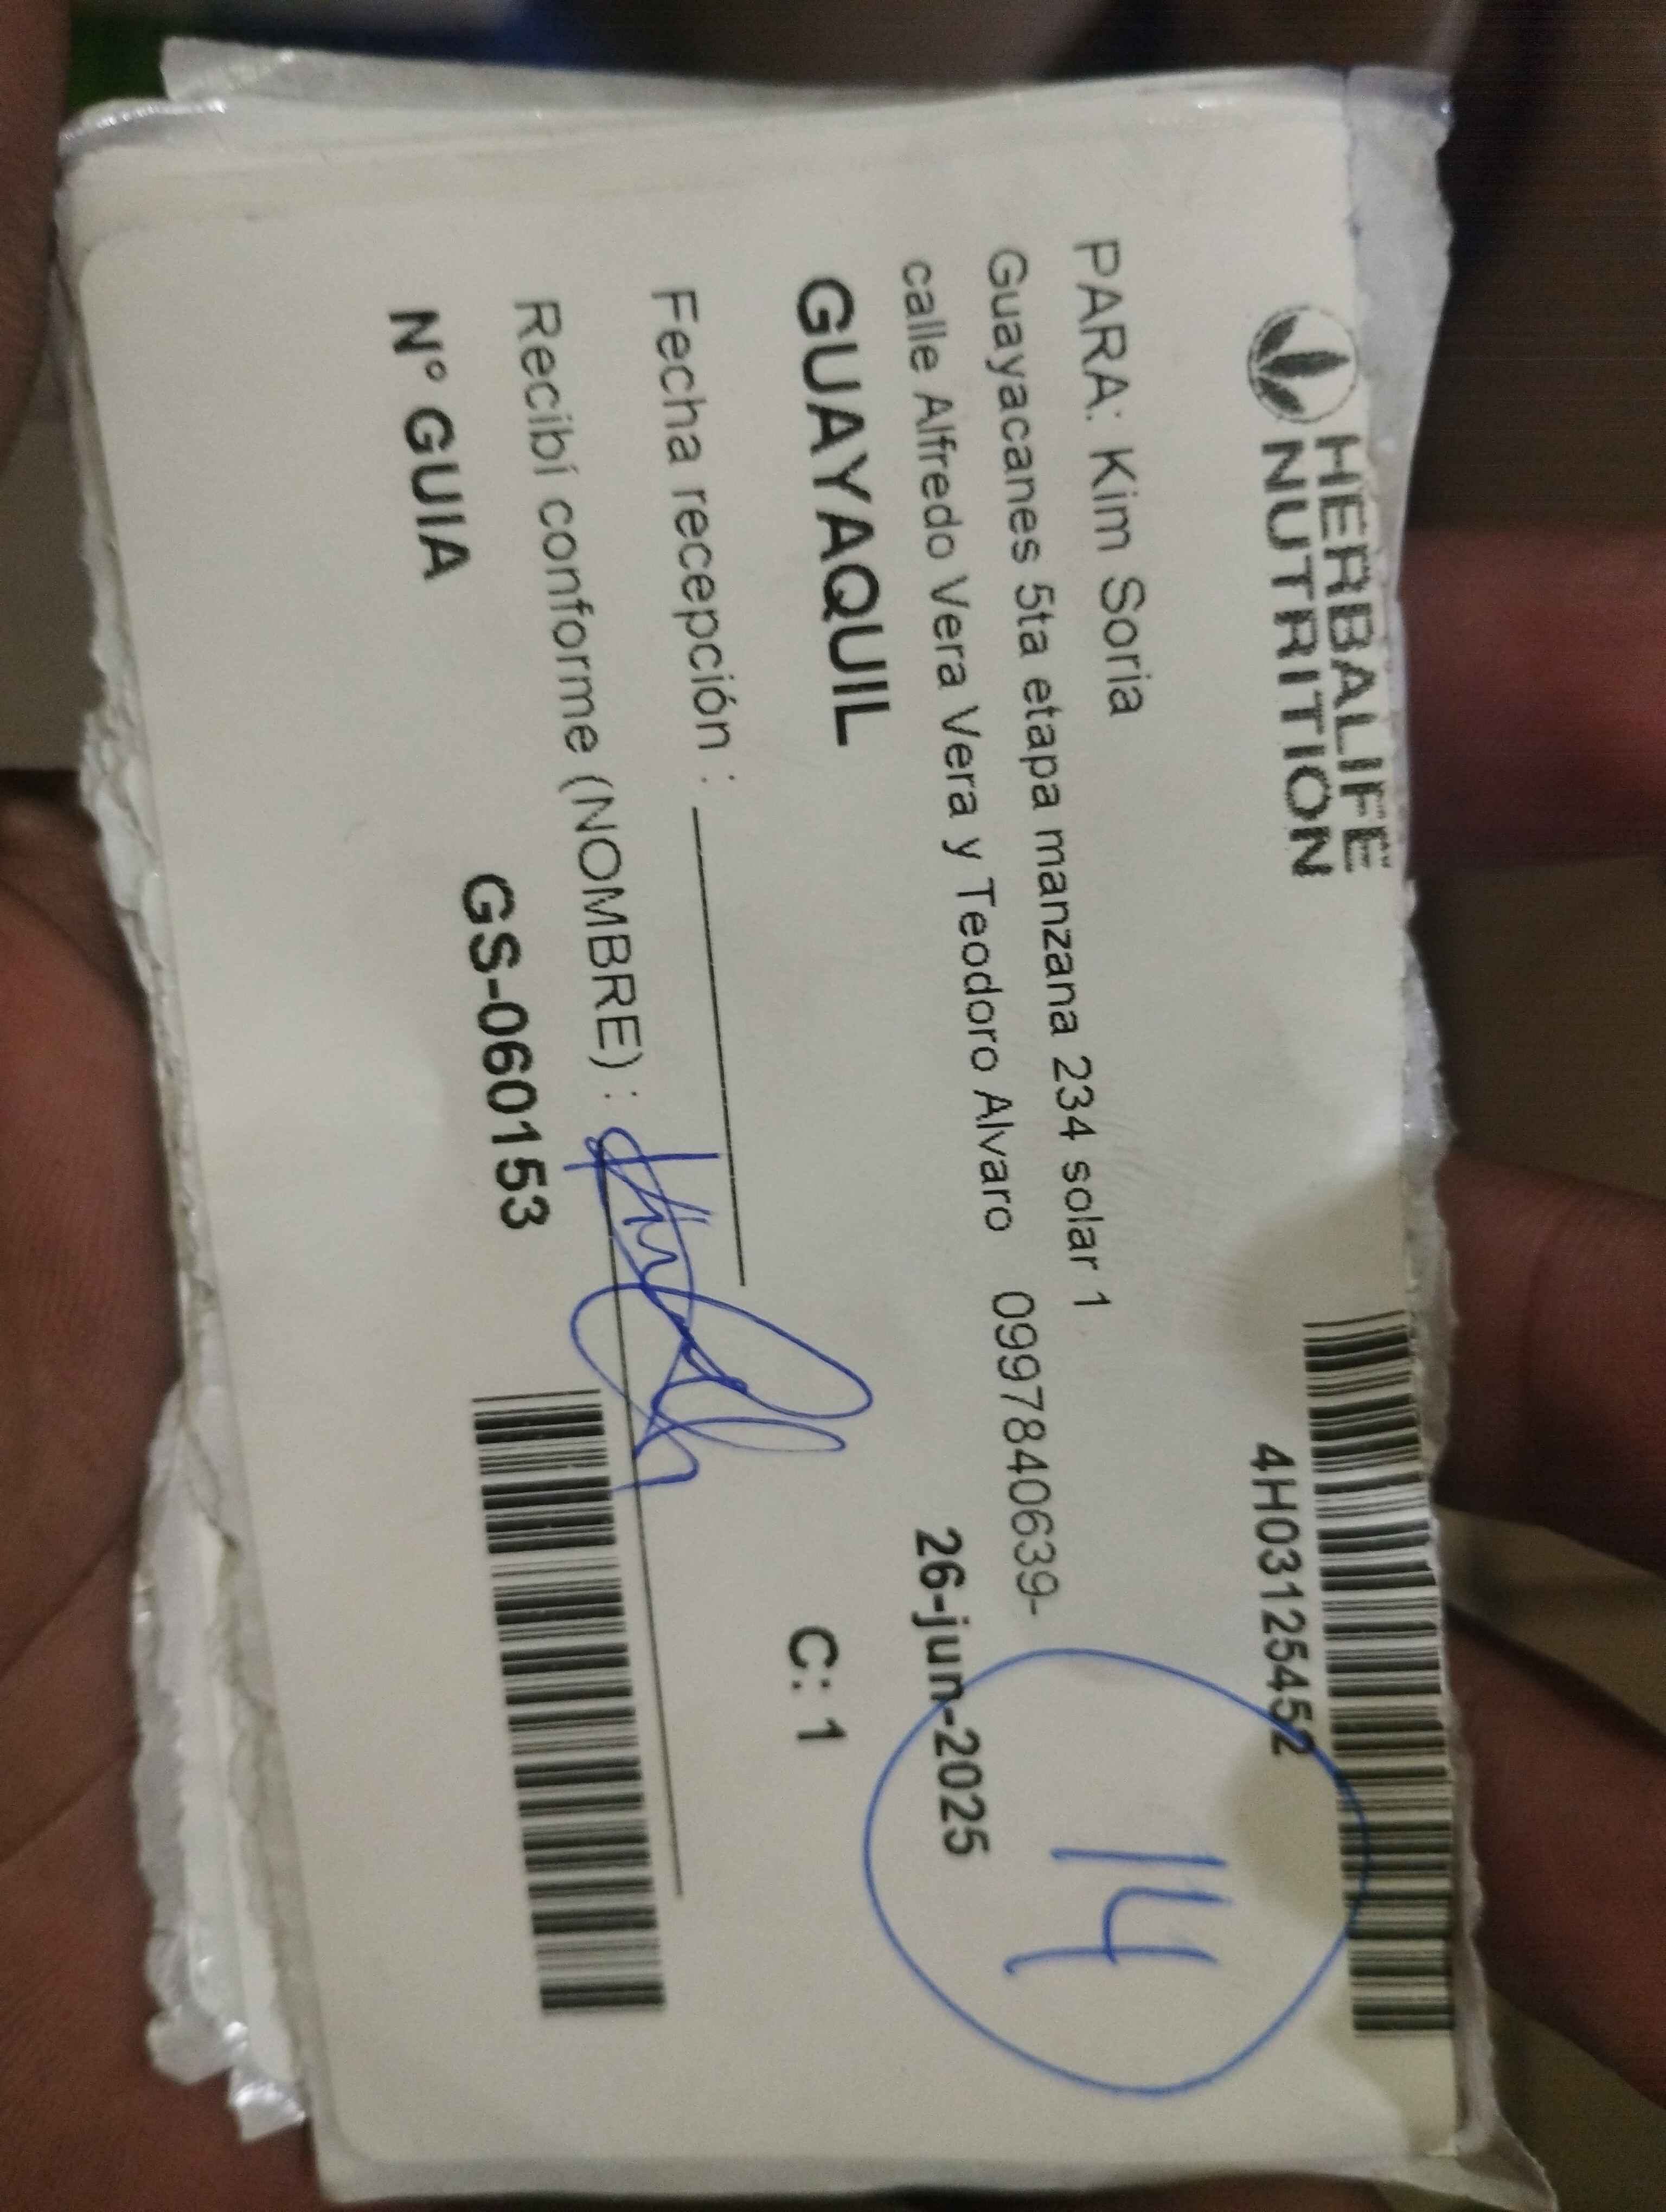 HERBALIFE
NUTRITION
4H03125452
PARA: Kim Soria
Guayacanes 5ta etapa manzana 234 solar 1
calle Alfredo Vera Vera y Teodoro Alvaro 0997840639-
14
GUAYAQUIL
26-jun-2025
Fecha recepción :
C: 1
Recibí conforme (NOMBRE) :
N° GUIA GS-060153